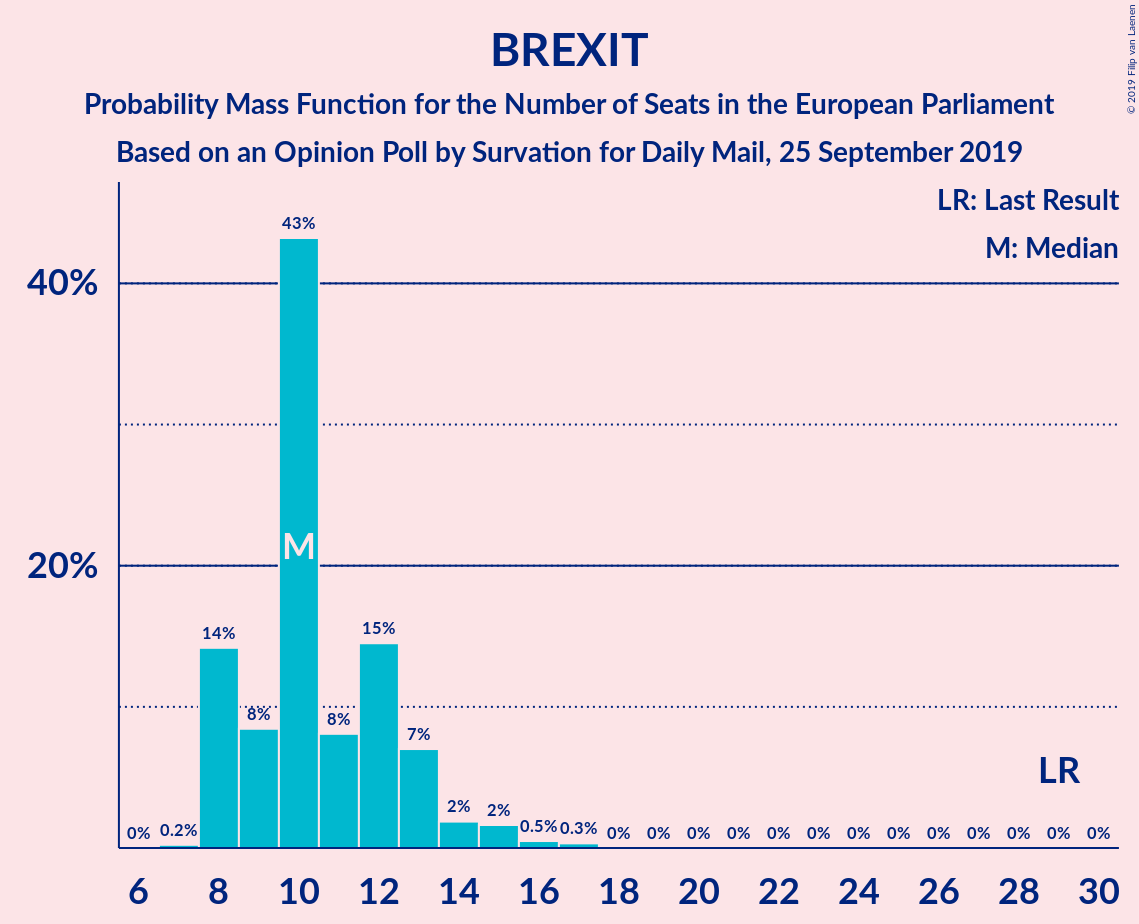 BREXIT
Probability Mass Function for the Number of Seats in the European Parliament
Based on an Opinion Poll by Survation for Daily Mail, 25 September 2019
© 2019 Filip van Laenen
LR: Last Result
M: Median
40%
20%
43%
M
14%
8%
8%
15%
7%
2%
2%
0% 0.2% 0.5% 0.3% 0% 0% 0% 0% 0% 0% 0% 0% 0% 0% 0% 0% 0%
LR
6 8 10 12 14 16 18 20 22 24 26 28 30